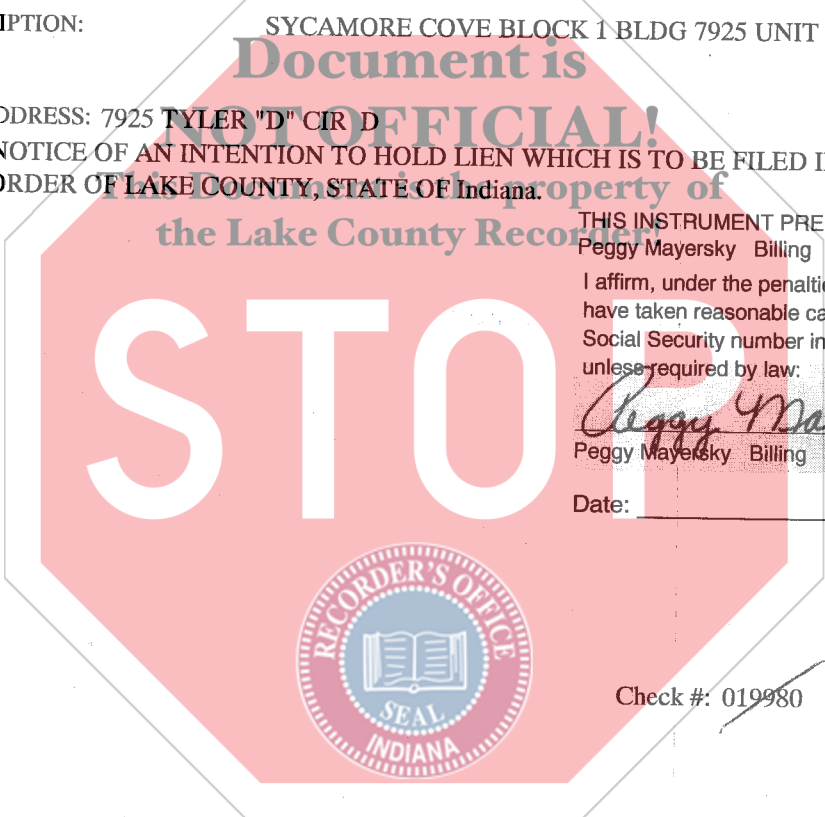 IPTION: SYCAMORE COVE BLOCK 1 BLDG 7925 UNIT
Document is
DDRESS: 7925 TYLER "D" CIR D
NOT OFFICIAL!
NOTICE OF AN INTENTION TO HOLD LIEN WHICH IS TO BE FILED I
ORDER OF LAKE COUNTY, STATE OF Indiana.
This Document is the property of
the Lake County Recorder!
THIS INSTRUMENT PRE
Peggy Mayersky Billing
I affirm, under the penaltie
have taken reasonable ca
Social Security number in
unless required by law:
Peggy Ma
Peggy Mayersky Billing
Date:
STOP
RECORDER'S OFFICE
SEAL
INDIANA
Check #: 019980